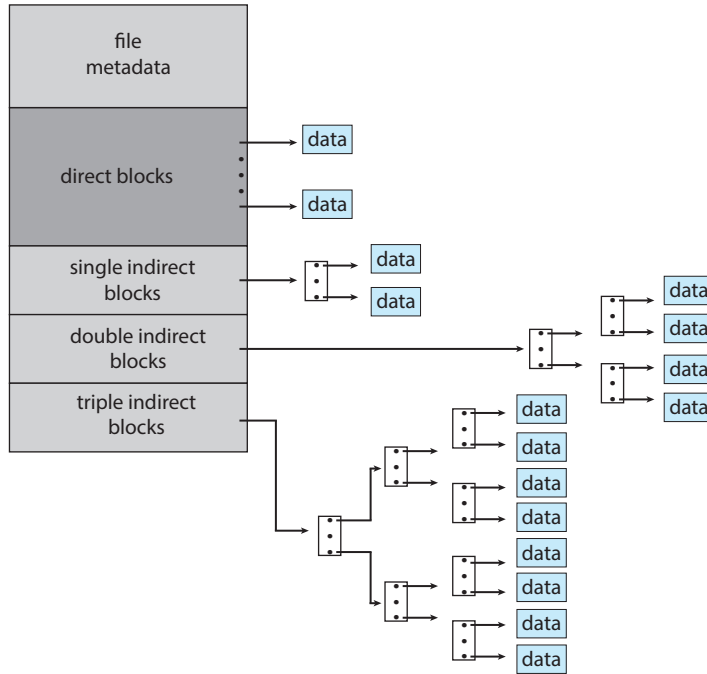 file
metadata
direct blocks
data
data
single indirect
blocks
data
data
double indirect
blocks
data
data
data
data
triple indirect
blocks
data
data
data
data
data
data
data
data